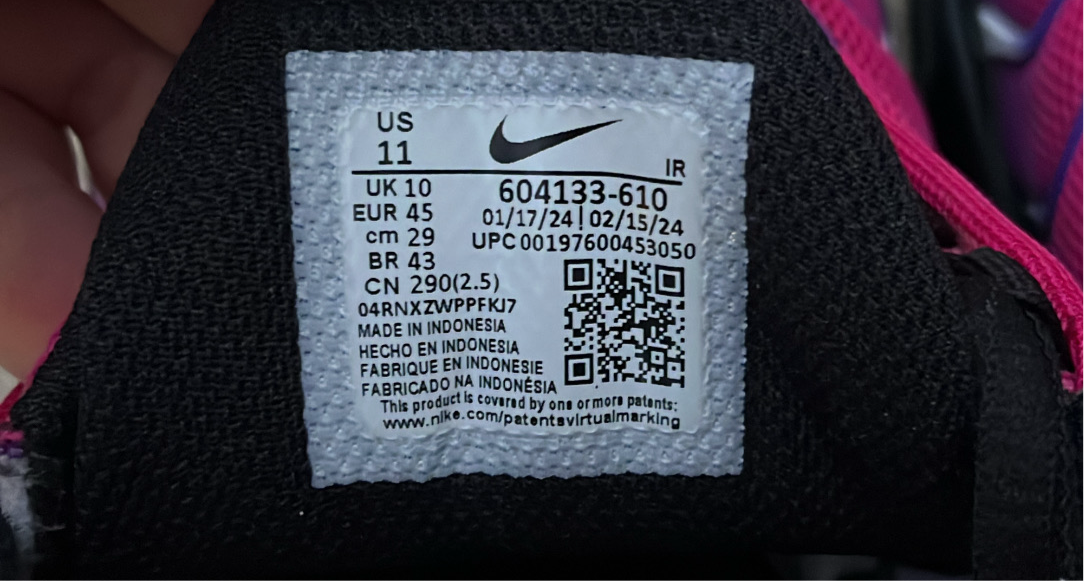 US
11
IR
UK 10
604133-610
EUR 45
01/17/24 | 02/15/24
cm 29
UPC 00197600453050
BR 43
CN 290(2.5)
04RNXZWPPFKJ7
MADE IN INDONESIA
HECHO EN INDONESIA
FABRIQUE EN INDONESIE
FABRICADO NA INDONÉSIA
This product is covered by one or more patents:
www.nike.com/patentsvirtualmarking